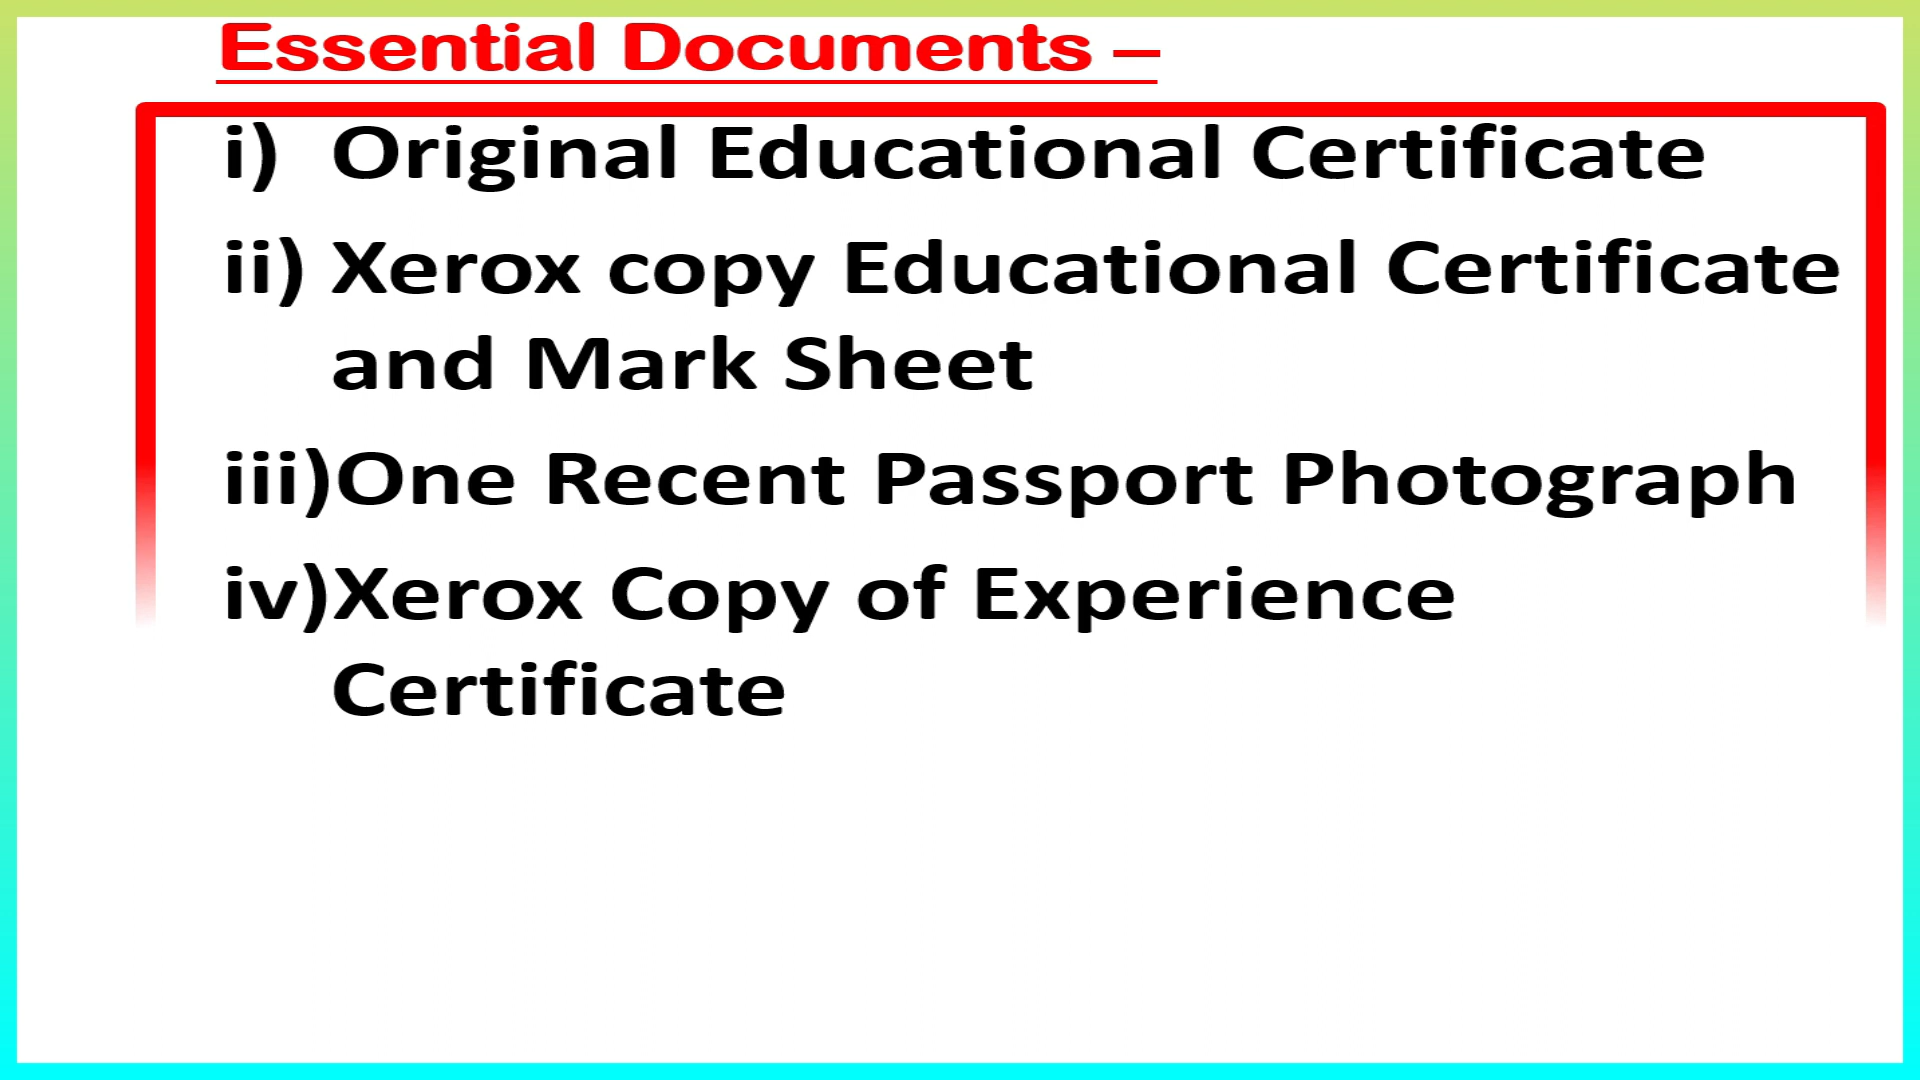 Essential Documents –
i) Original Educational Certificate
ii) Xerox copy Educational Certificate
and Mark Sheet
iii)One Recent Passport Photograph
iv)Xerox Copy of Experience
Certificate